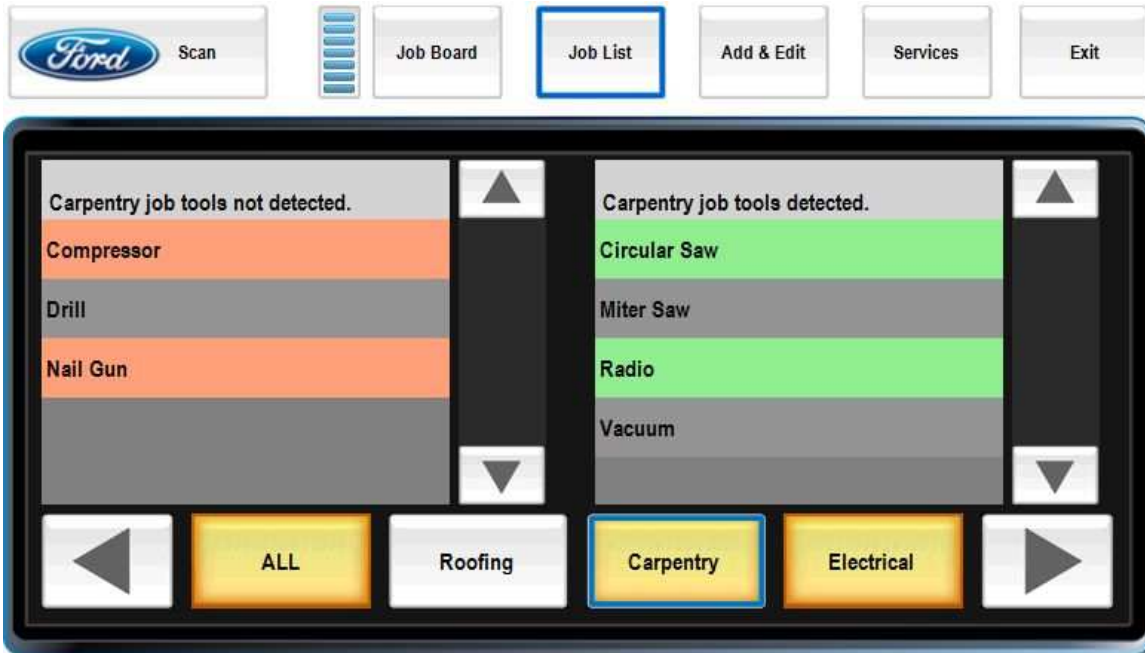 Ford
Scan
Job Board
Job List
Add & Edit
Services
Exit
Carpentry job tools not detected.
Compressor
Drill
Nail Gun
Carpentry job tools detected.
Circular Saw
Miter Saw
Radio
Vacuum
ALL
Roofing
Carpentry
Electrical